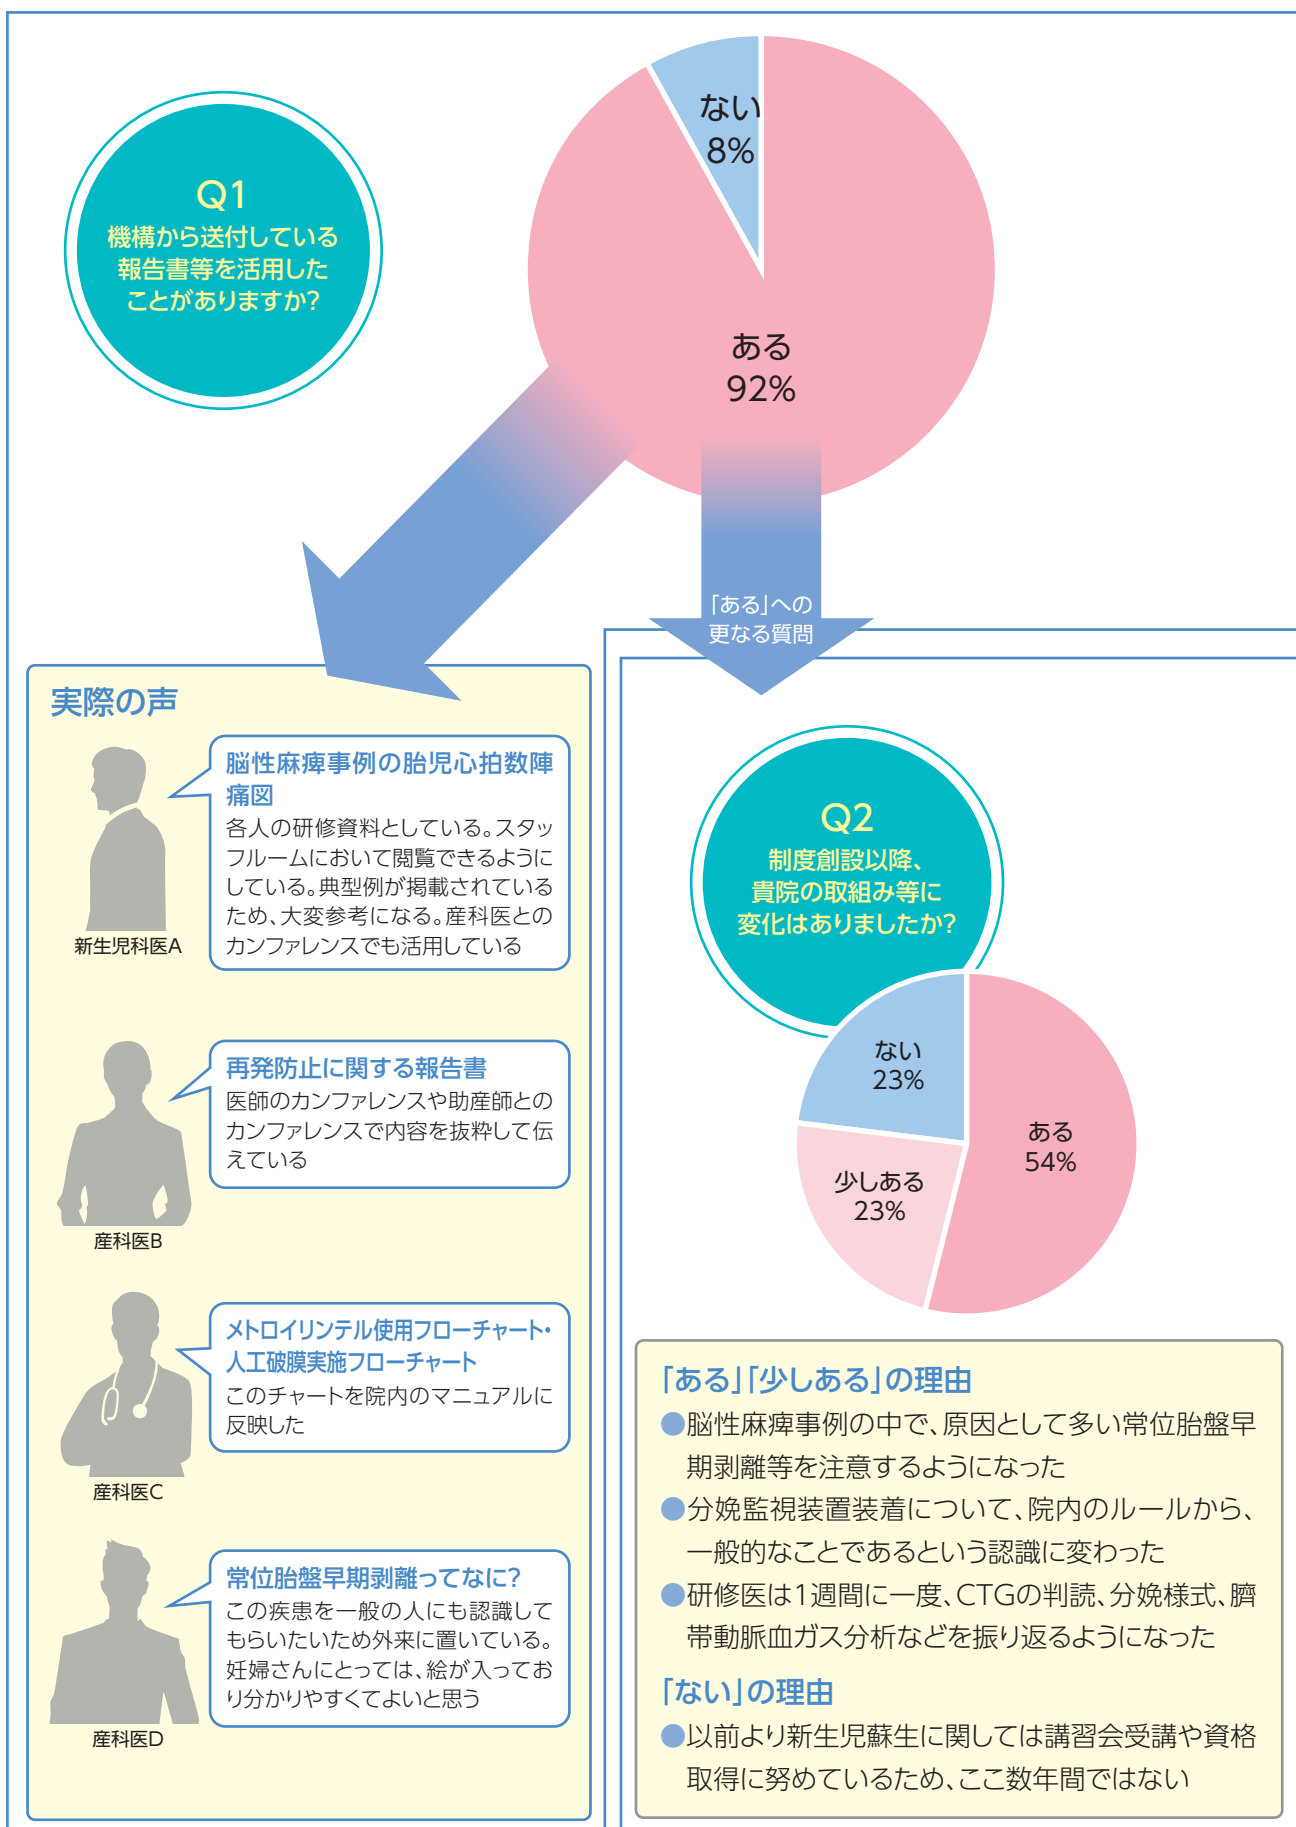 Q1
機構から送付している
報告書等を活用した
ことがありますか?
ない
8%
ある
92%
「ある」への
更なる質問
実際の声
新生児科医A
脳性麻痺事例の胎児心拍数陣
痛図
各人の研修資料としている。スタッ
フルームにおいて閲覧できるように
している。典型例が掲載されている
ため、大変参考になる。産科医との
カンファレンスでも活用している
産科医B
再発防止に関する報告書
医師のカンファレンスや助産師との
カンファレンスで内容を抜粋して伝
えている
産科医C
メトロイリンテル使用フローチャート・
人工破膜実施フローチャート
このチャートを院内のマニュアルに
反映した
産科医D
常位胎盤早期剥離ってなに?
この疾患を一般の人にも認識して
もらいたいため外来に置いている。
妊婦さんにとっては、絵が入ってお
り分かりやすくてよいと思う
Q2
制度創設以降、
貴院の取組み等に
変化はありましたか?
ない
23%
少しある
23%
ある
54%
「ある」「少しある」の理由
●脳性麻痺事例の中で、原因として多い常位胎盤早
期剥離等を注意するようになった
●分娩監視装置装着について、院内のルールから、
一般的なことであるという認識に変わった
●研修医は1週間に一度、CTGの判読、分娩様式、臍
帯動脈血ガス分析などを振り返るようになった
「ない」の理由
●以前より新生児蘇生に関しては講習会受講や資格
取得に努めているため、ここ数年間ではない